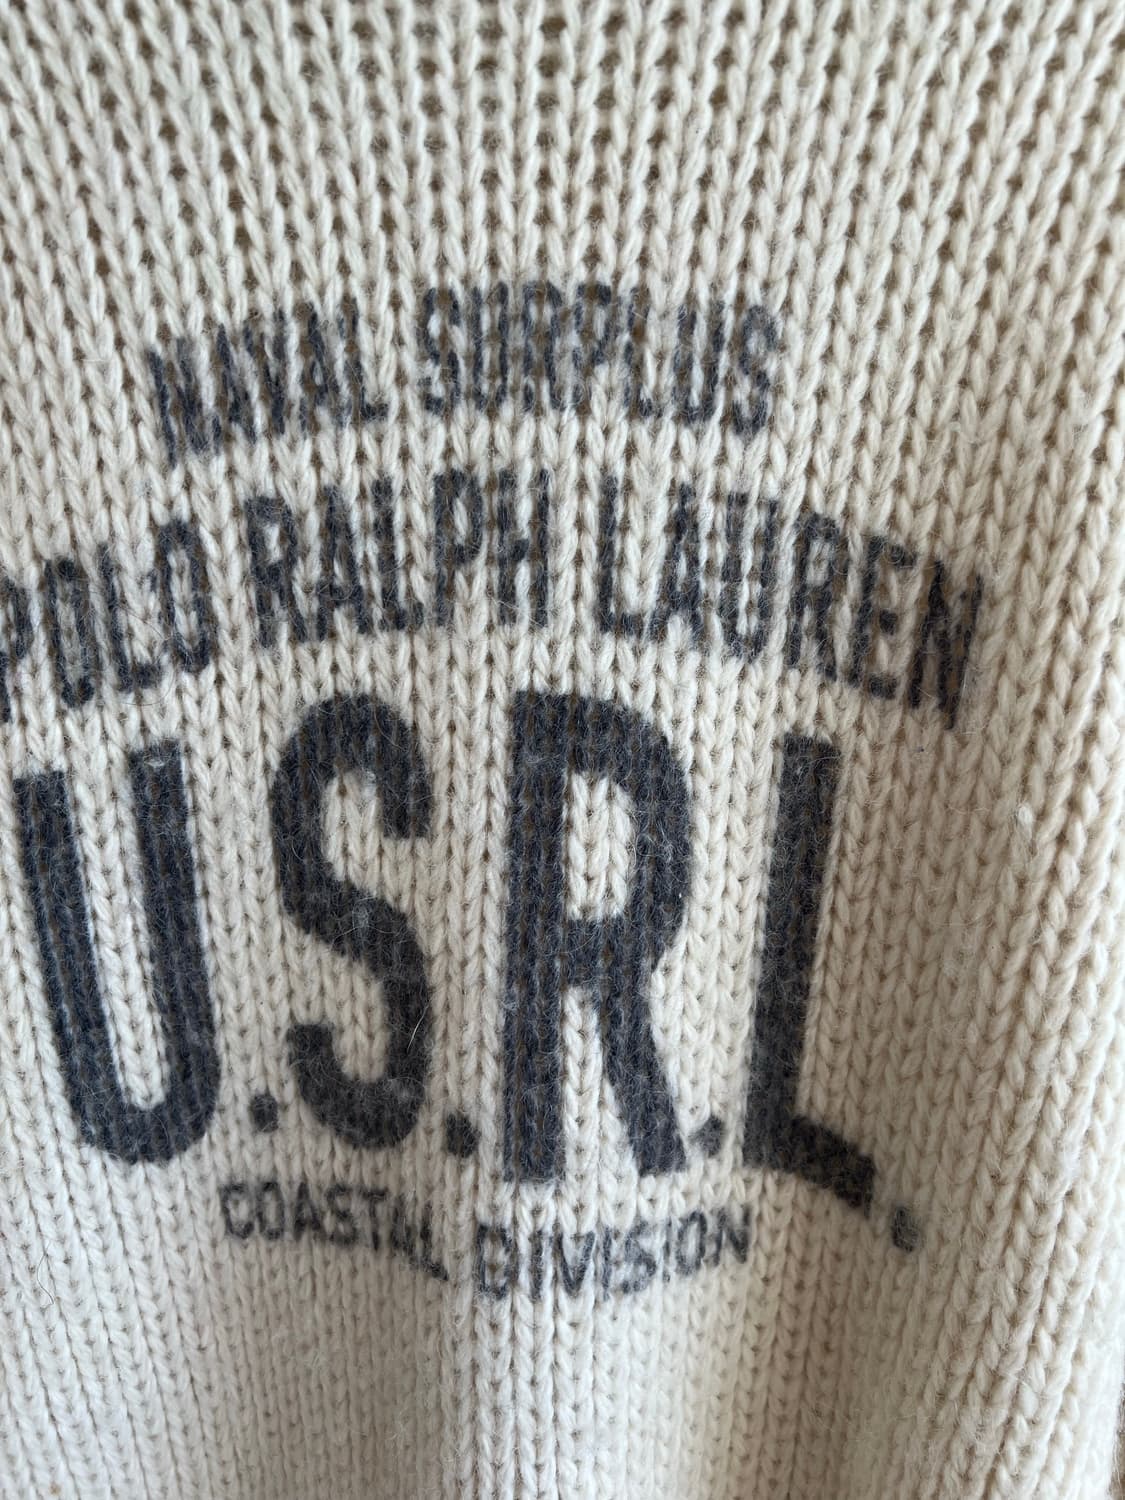 NAVAL SURPLUS
POLO RALPH LAUREN
U.S.R.L.
COASTAL DIVISION